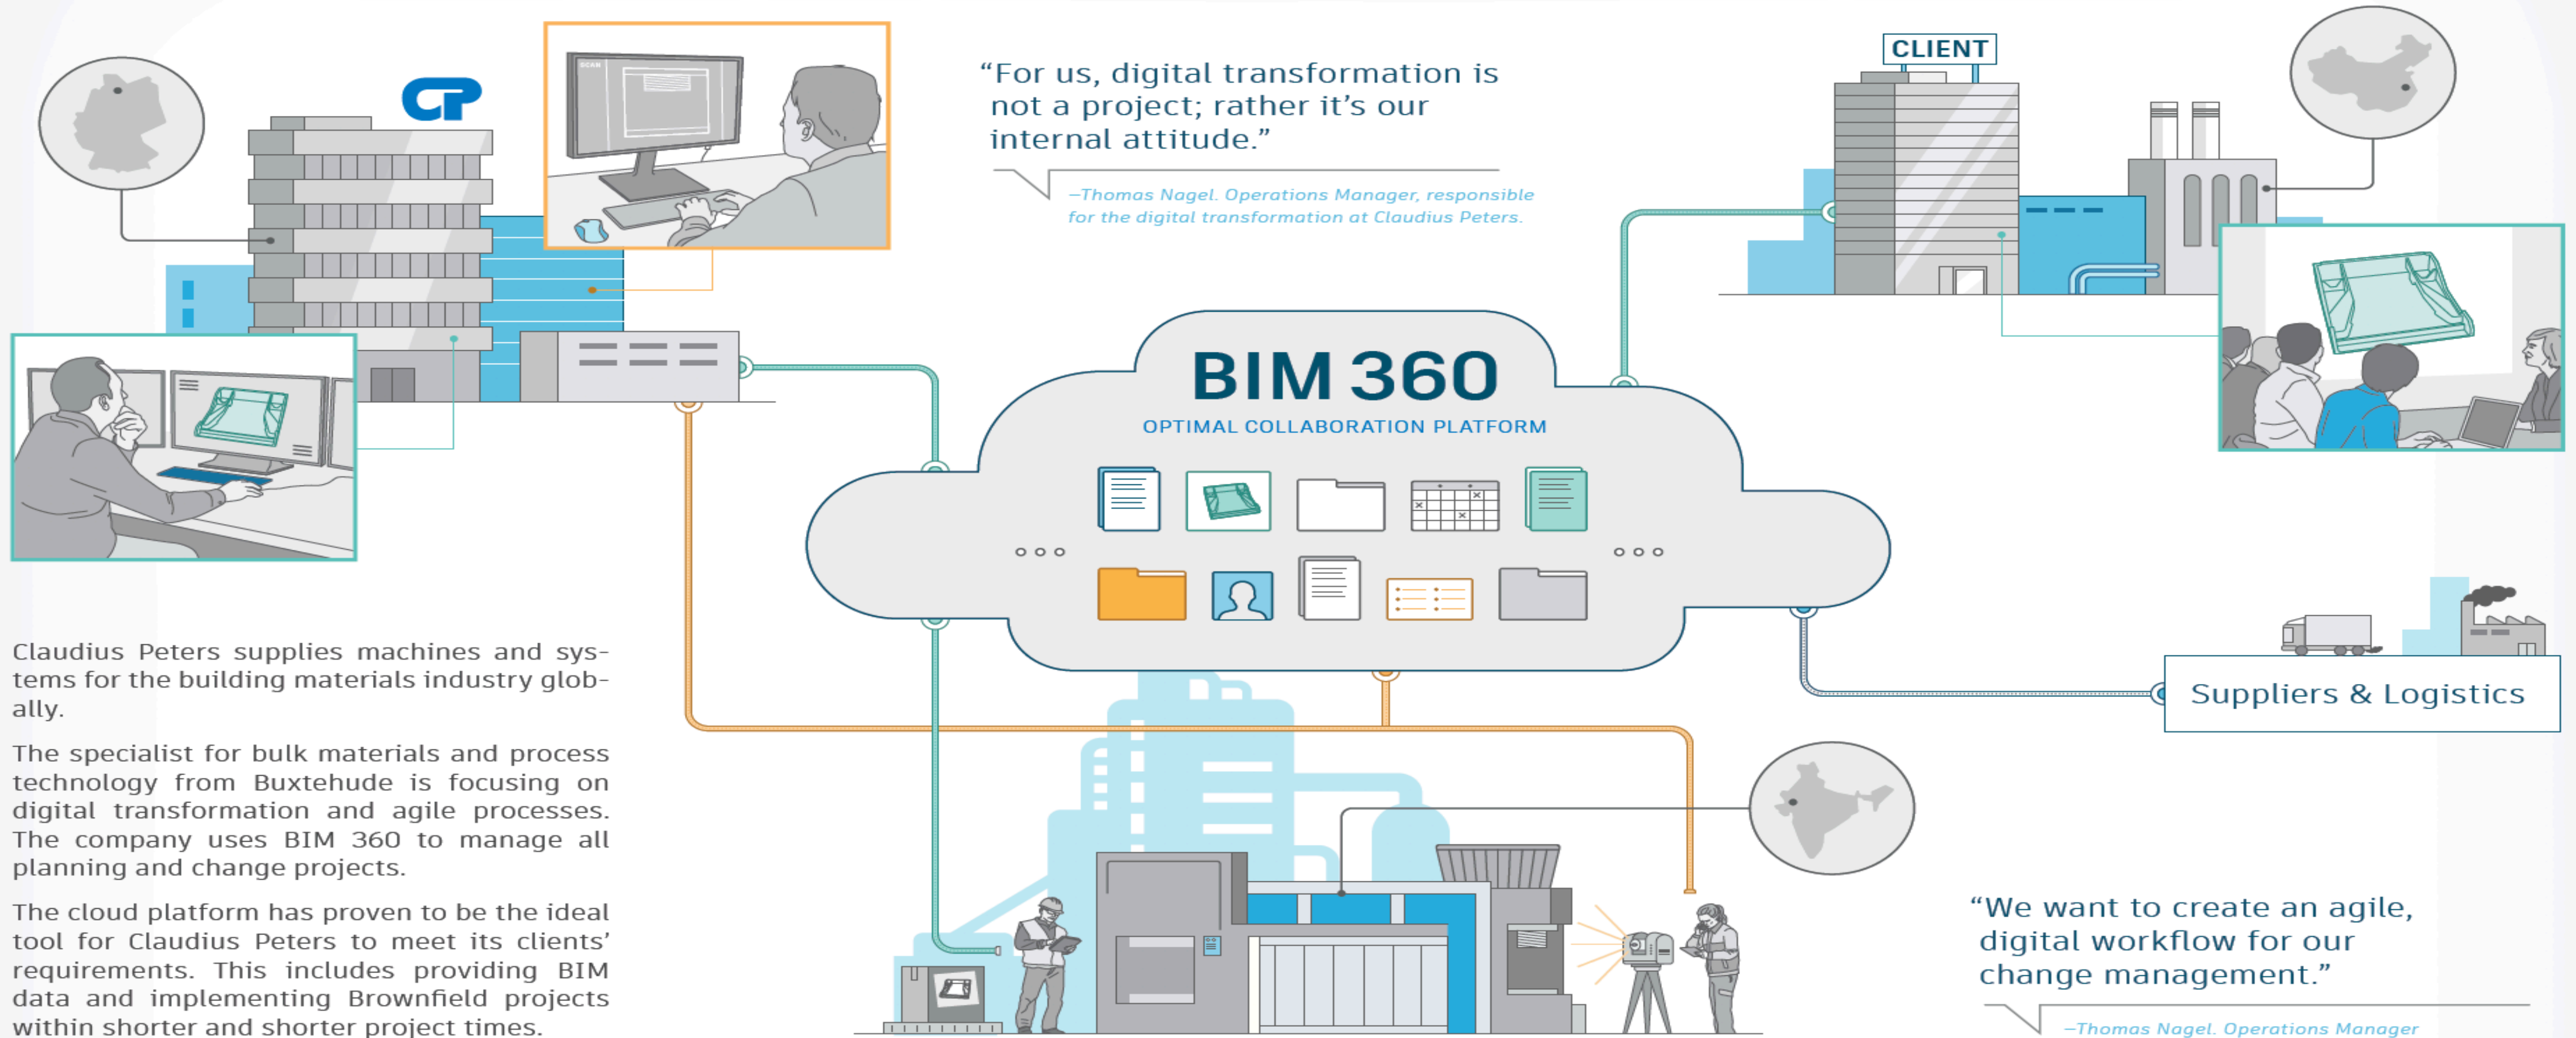 CP
SCAN
“For us, digital transformation is
not a project; rather it’s our
internal attitude.”
–Thomas Nagel. Operations Manager, responsible
for the digital transformation at Claudius Peters.
CLIENT
BIM 360
OPTIMAL COLLABORATION PLATFORM
Claudius Peters supplies machines and sys-
tems for the building materials industry glob-
ally.
The specialist for bulk materials and process
technology from Buxtehude is focusing on
digital transformation and agile processes.
The company uses BIM 360 to manage all
planning and change projects.
The cloud platform has proven to be the ideal
tool for Claudius Peters to meet its clients’
requirements. This includes providing BIM
data and implementing Brownfield projects
within shorter and shorter project times.
Suppliers & Logistics
“We want to create an agile,
digital workflow for our
change management.”
–Thomas Nagel. Operations Manager